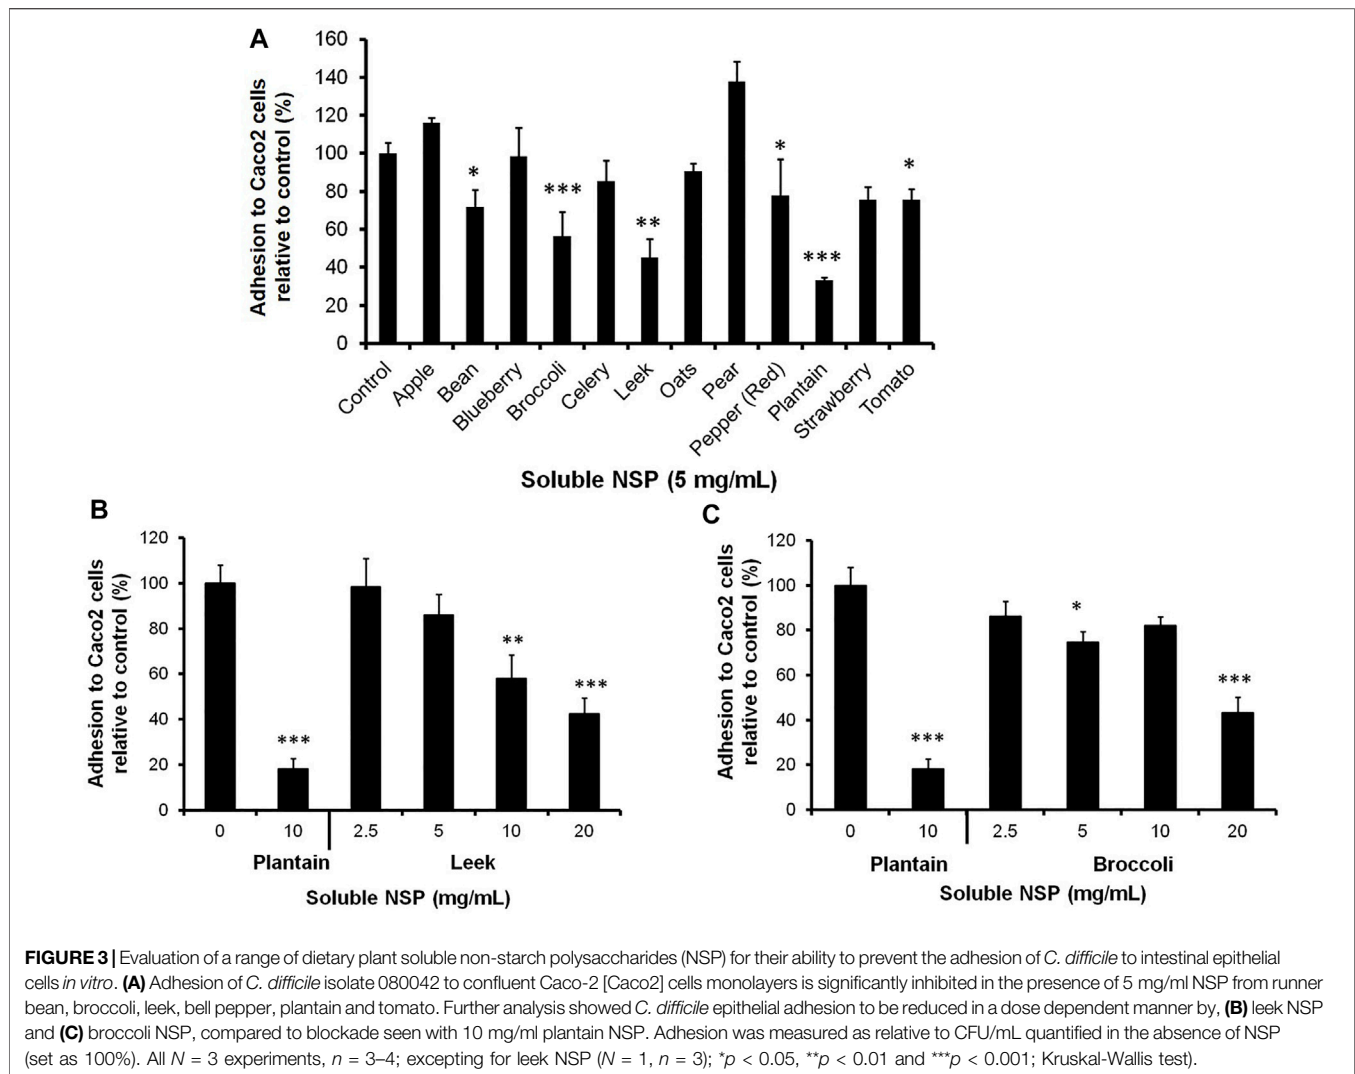 A
160
140
120
100
80
60
40
20
0
Adhesion to Caco2 cells
relative to control (%)
*
***
**
*
***
*
Control
Apple
Bean
Blueberry
Broccoli
Celery
Leek
Oats
Pear
Pepper (Red)
Plantain
Strawberry
Tomato
Soluble NSP (5 mg/mL)
B
120
100
80
60
40
20
0
Adhesion to Caco2 cells
relative to control (%)
***
**
***
0 10 2.5 5 10 20
Plantain Leek
Soluble NSP (mg/mL)
C
120
100
80
60
40
20
0
Adhesion to Caco2 cells
relative to control (%)
***
*
***
0 10 2.5 5 10 20
Plantain Broccoli
Soluble NSP (mg/mL)
FIGURE 3 | Evaluation of a range of dietary plant soluble non-starch polysaccharides (NSP) for their ability to prevent the adhesion of C. difficile to intestinal epithelial
cells in vitro. (A) Adhesion of C. difficile isolate 080042 to confluent Caco-2 [Caco2] cells monolayers is significantly inhibited in the presence of 5 mg/ml NSP from runner
bean, broccoli, leek, bell pepper, plantain and tomato. Further analysis showed C. difficile epithelial adhesion to be reduced in a dose dependent manner by, (B) leek NSP
and (C) broccoli NSP, compared to blockade seen with 10 mg/ml plantain NSP. Adhesion was measured as relative to CFU/mL quantified in the absence of NSP
(set as 100%). All N = 3 experiments, n = 3–4; excepting for leek NSP (N = 1, n = 3); *p < 0.05, **p < 0.01 and ***p < 0.001; Kruskal-Wallis test).